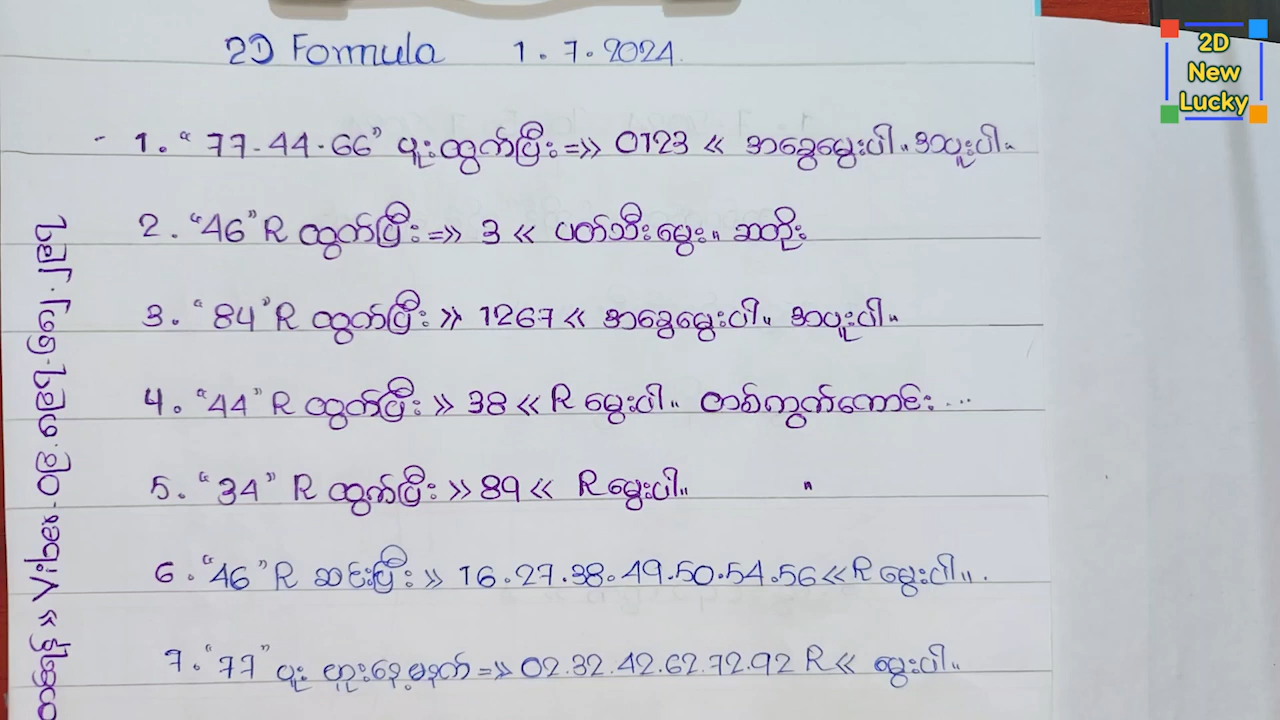 2D Formula 1.7.2024.
2D
New
Lucky
- 1. "77-44-66" ပူးထွက်ပြီး => 0123 « အခွေမွေးပါ။ အပူးပါ။
2. "46" R ထွက်ပြီး => 3 « ပတ်သီးမွေး။
3. "84" R ထွက်ပြီး » 1267 « အခွေမွေးပါ။ အပူးပါ။
4. "44" R ထွက်ပြီး » 38 « R မွေးပါ။ တစ်ကွက်ကောင်း ...
5. "34" R ထွက်ပြီး » 89 « R မွေးပါ။ "
6. "46" R ဆင်းပြီး » 16.27.38.49.50.54.56 « R မွေးပါ။ .
7. "77" ပူး မနက် => 02.32.42.62.72.92 R « မွေးပါ။
Viber